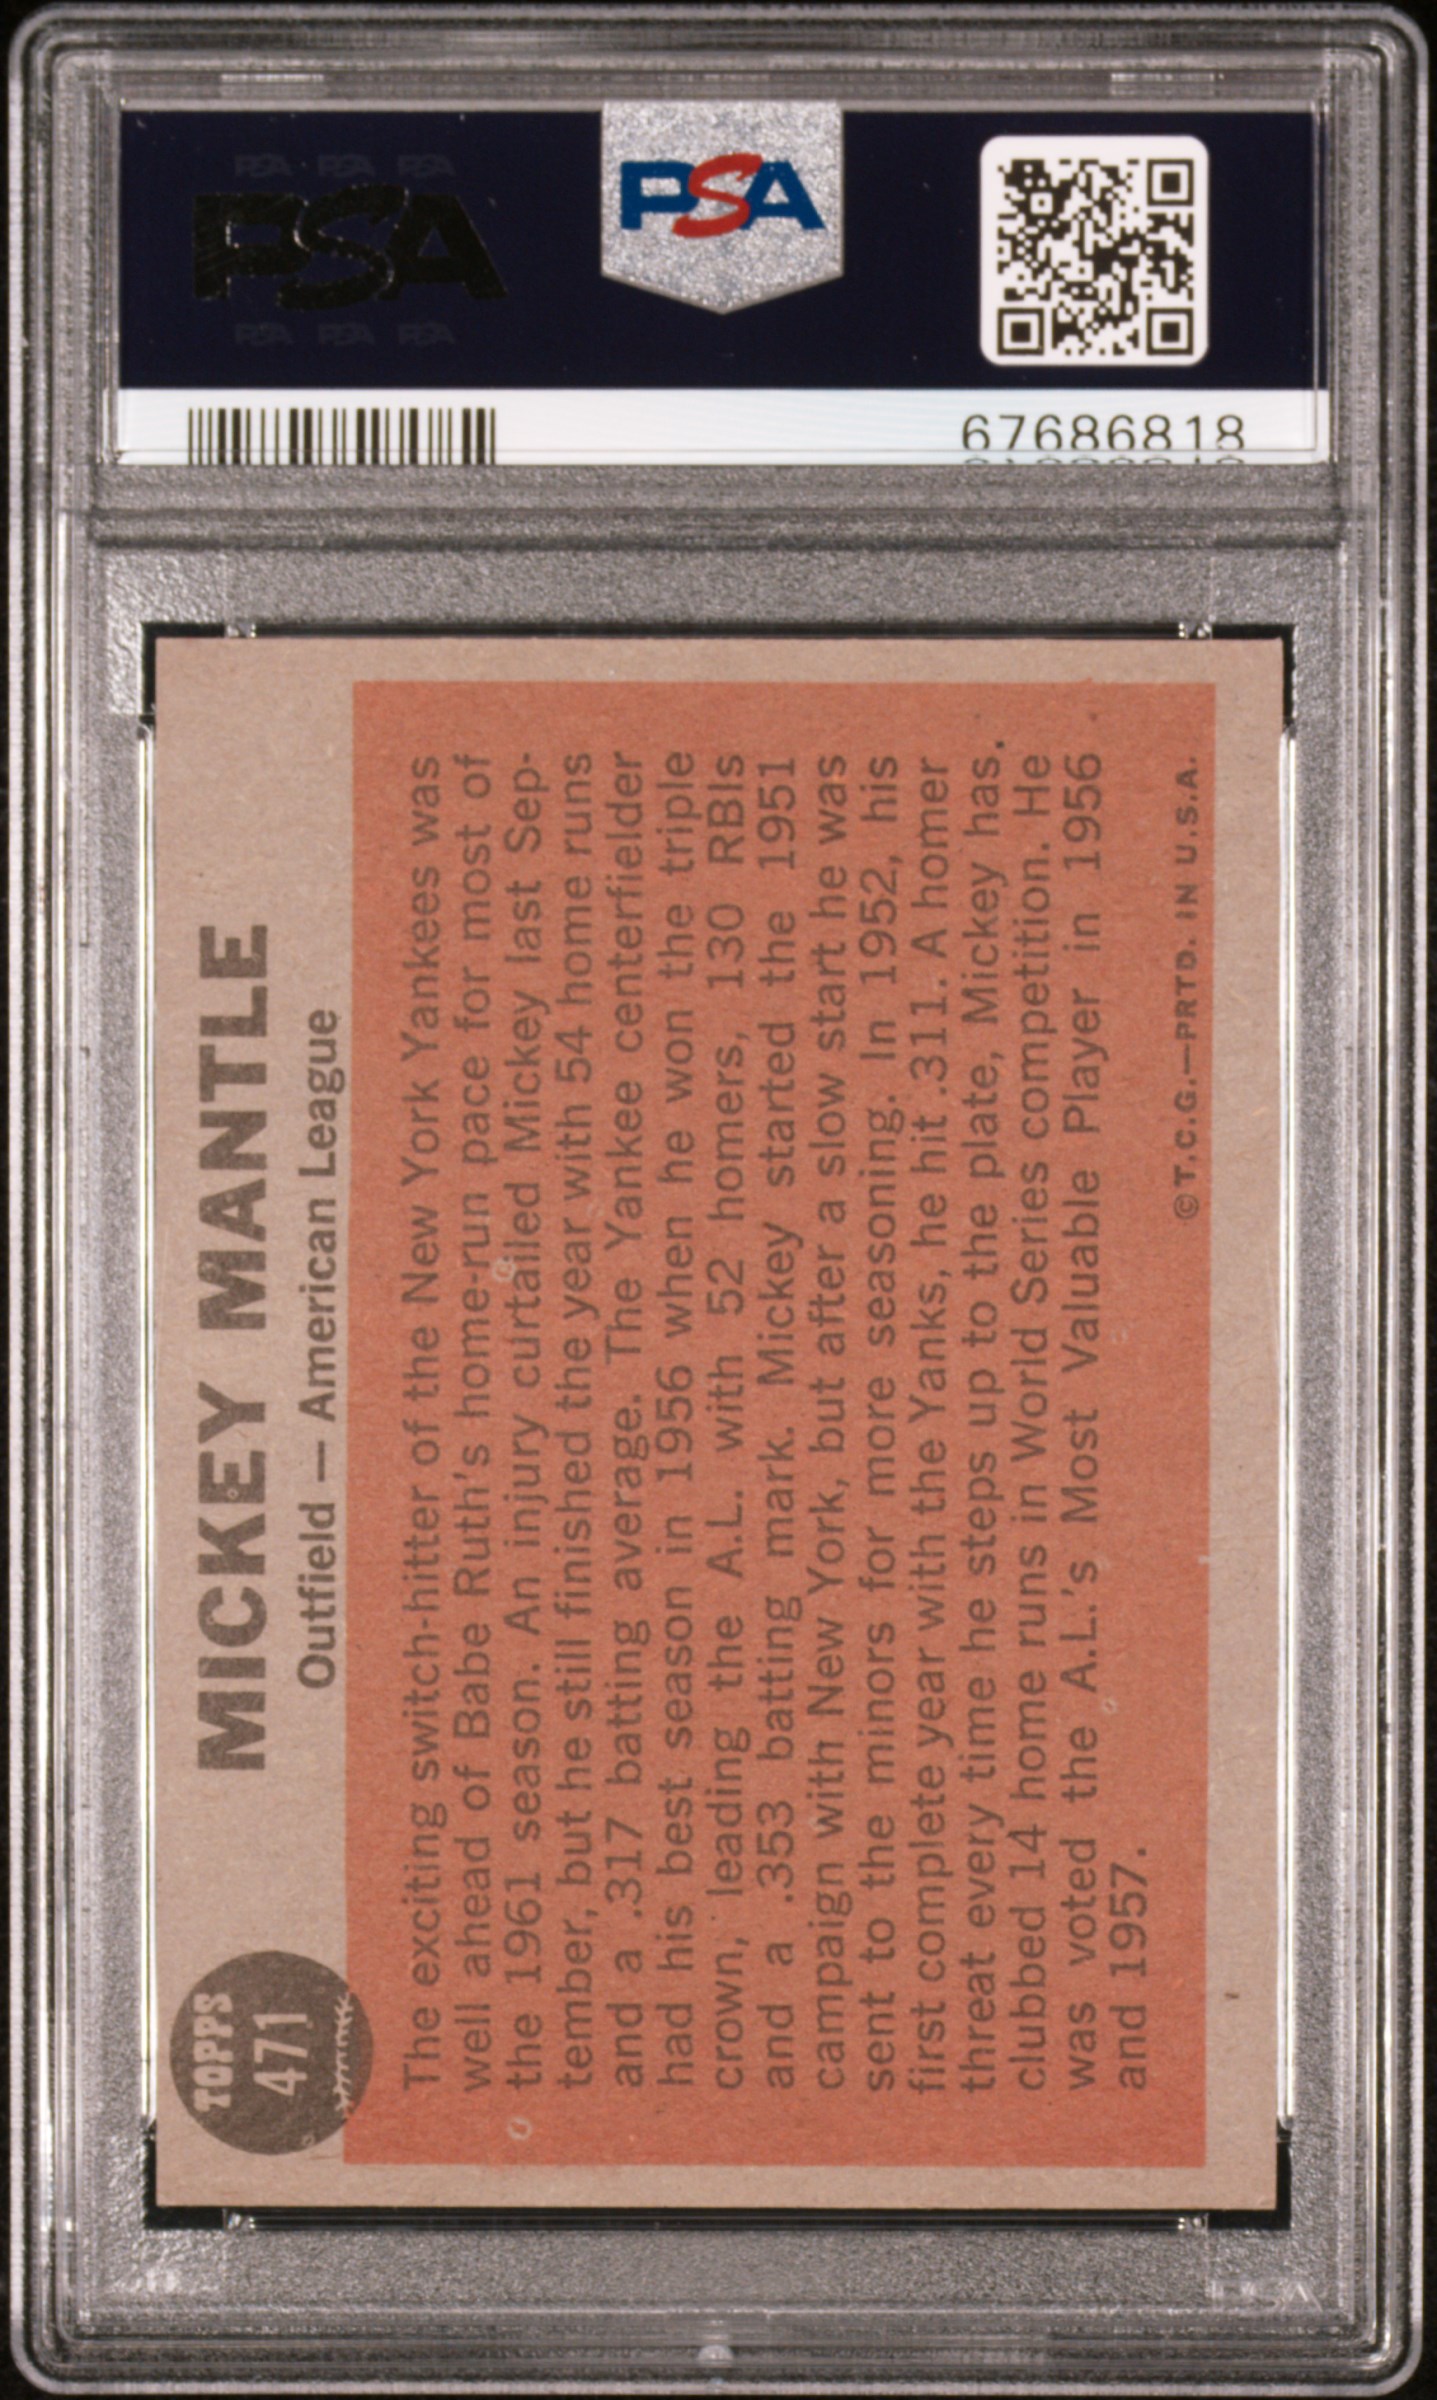 PSA PSA PSA
PSA
PSA PSA PSA
PSA
67686818
TOPPS
471
MICKEY MANTLE
Outfield — American League
The exciting switch-hitter of the New York Yankees was
well ahead of Babe Ruth's home-run pace for most of
the 1961 season. An injury curtailed Mickey last Sep-
tember, but he still finished the year with 54 home runs
and a .317 batting average. The Yankee centerfielder
had his best season in 1956 when he won the triple
crown, leading the A.L. with 52 homers, 130 RBIs
and a .353 batting mark. Mickey started the 1951
campaign with New York, but after a slow start he was
sent to the minors for more seasoning. In 1952, his
first complete year with the Yanks, he hit .311. A homer
threat every time he steps up to the plate, Mickey has
clubbed 14 home runs in World Series competition. He
was voted the A.L.'s Most Valuable Player in 1956
and 1957.
©T.C.G.—PRTD. IN U.S.A.
PSA